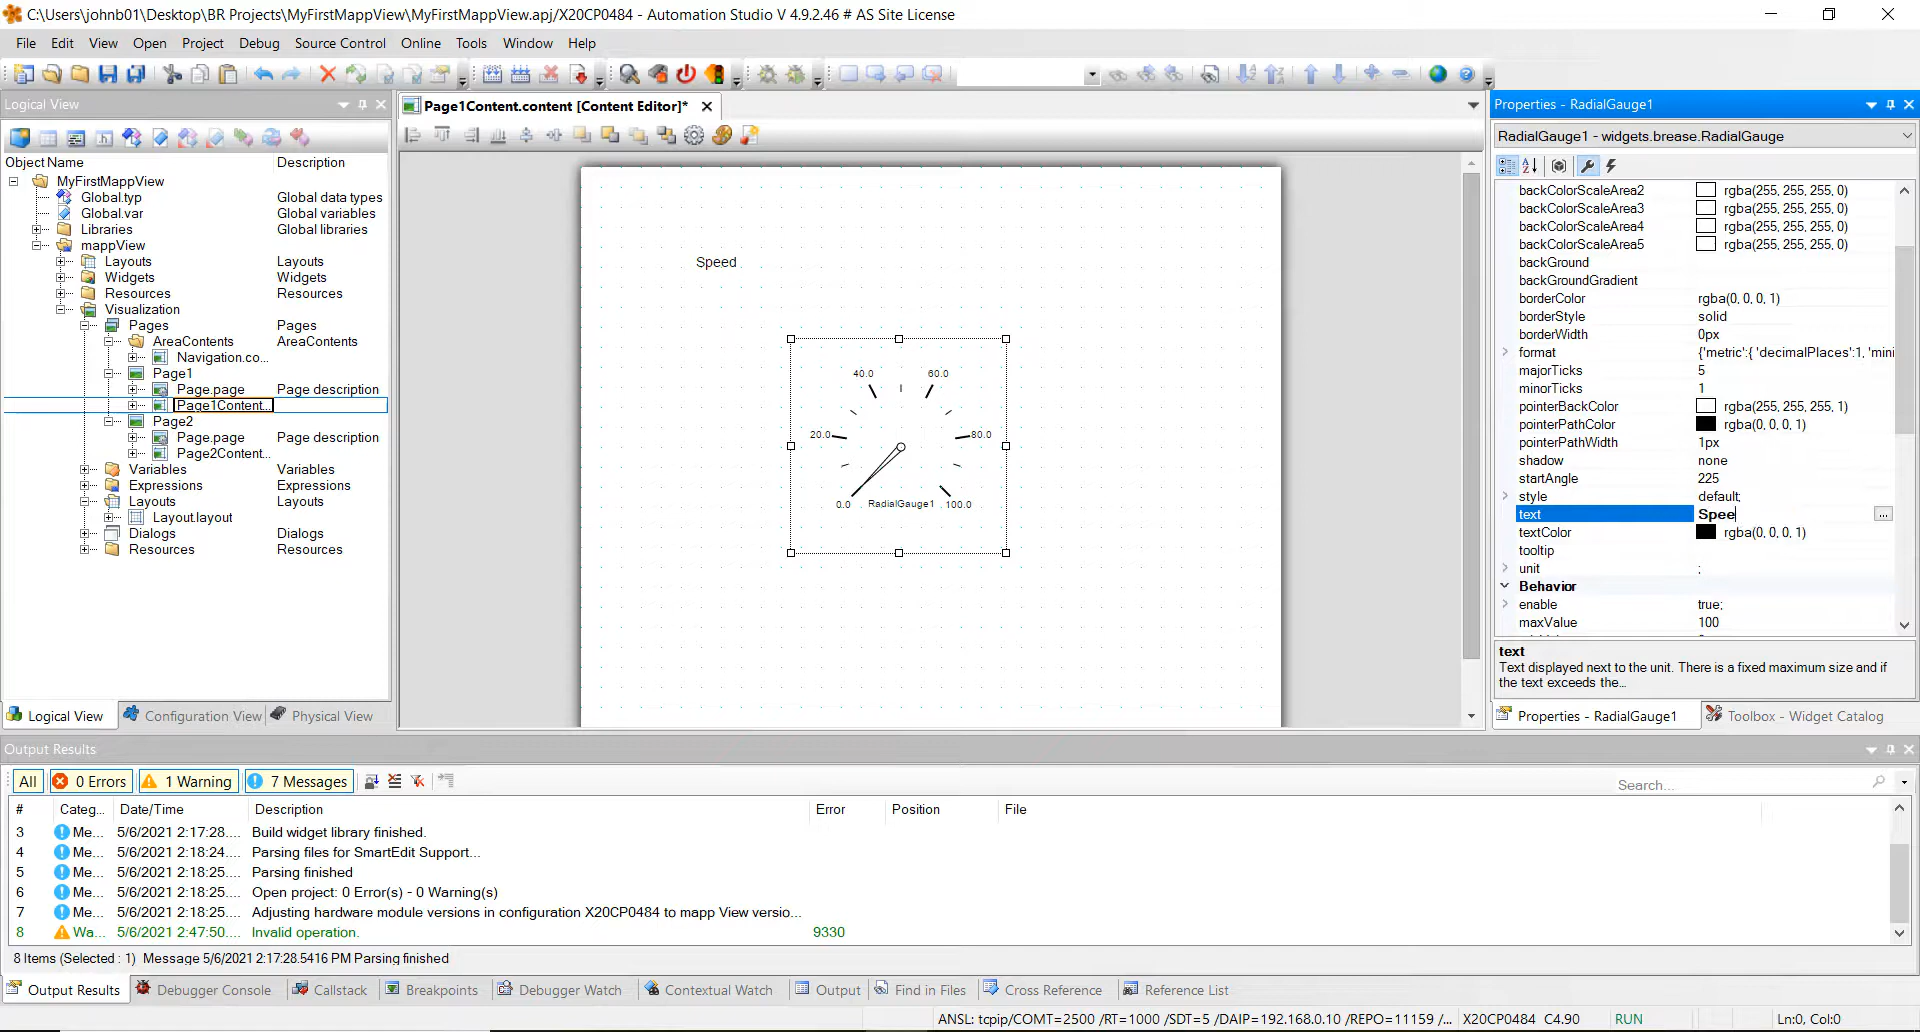 C:\Users\johnb01\Desktop\BR Projects\MyFirstMappView\MyFirstMappView.apj/X20CP0484 - Automation Studio V 4.9.2.46 # AS Site License
File Edit View Open Project Debug Source Control Online Tools Window Help
Logical View
Object Name Description
MyFirstMappView
Global.typ Global data types
Global.var Global variables
Libraries Global libraries
mappView
Layouts Layouts
Widgets Widgets
Resources Resources
Visualization
Pages Pages
AreaContents AreaContents
Navigation.co...
Page1
Page.page Page description
Page1Content...
Page2
Page.page Page description
Page2Content...
Variables Variables
Expressions Expressions
Layouts Layouts
Layout.layout
Dialogs Dialogs
Resources Resources
Logical View Configuration View Physical View
Page1Content.content [Content Editor]*
Speed
40.0 60.0
20.0 80.0
0.0 RadialGauge1 100.0
Properties - RadialGauge1
RadialGauge1 - widgets.brease.RadialGauge
backColorScaleArea2 rgba(255, 255, 255, 0)
backColorScaleArea3 rgba(255, 255, 255, 0)
backColorScaleArea4 rgba(255, 255, 255, 0)
backColorScaleArea5 rgba(255, 255, 255, 0)
backGround
backGroundGradient
borderColor rgba(0, 0, 0, 1)
borderStyle solid
borderWidth 0px
format {'metric':{ 'decimalPlaces':1, 'mini
majorTicks 5
minorTicks 1
pointerBackColor rgba(255, 255, 255, 1)
pointerPathColor rgba(0, 0, 0, 1)
pointerPathWidth 1px
shadow none
startAngle 225
style default;
text Spee ...
textColor rgba(0, 0, 0, 1)
tooltip
unit ;
Behavior
enable true;
maxValue 100
text
Text displayed next to the unit. There is a fixed maximum size and if
the text exceeds the...
Properties - RadialGauge1 Toolbox - Widget Catalog
Output Results
All 0 Errors 1 Warning 7 Messages Search...
# Categ... Date/Time Description Error Position File
3 Me... 5/6/2021 2:17:28.... Build widget library finished.
4 Me... 5/6/2021 2:18:24.... Parsing files for SmartEdit Support...
5 Me... 5/6/2021 2:18:25.... Parsing finished
6 Me... 5/6/2021 2:18:25.... Open project: 0 Error(s) - 0 Warning(s)
7 Me... 5/6/2021 2:18:25.... Adjusting hardware module versions in configuration X20CP0484 to mapp View versio...
8 Wa... 5/6/2021 2:47:50.... Invalid operation. 9330
8 Items (Selected : 1) Message 5/6/2021 2:17:28.5416 PM Parsing finished
Output Results Debugger Console Callstack Breakpoints Debugger Watch Contextual Watch Output Find in Files Cross Reference Reference List
ANSL: tcpip/COMT=2500 /RT=1000 /SDT=5 /DAIP=192.168.0.10 /REPO=11159 /... X20CP0484 C4.90 RUN Ln:0, Col:0